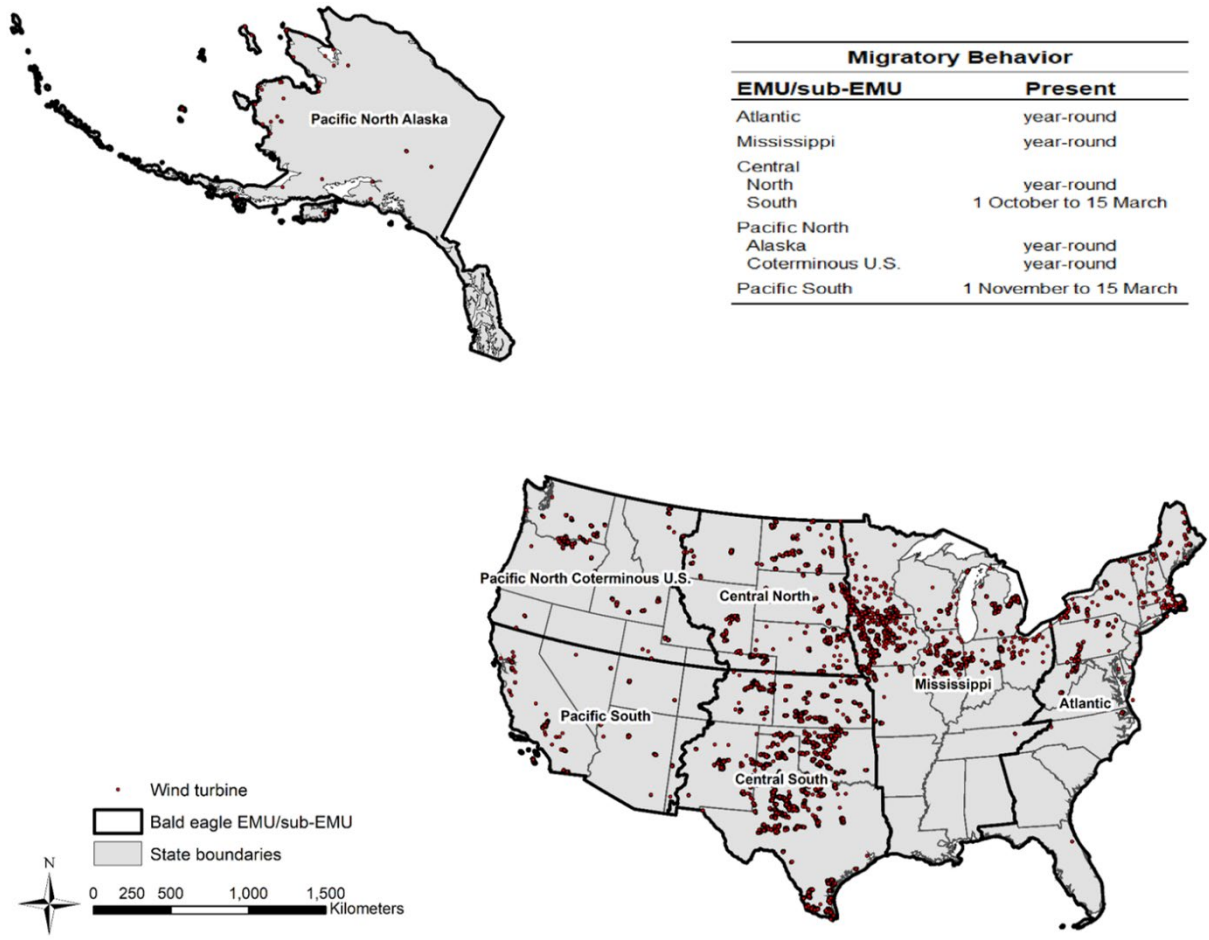 Pacific North Alaska
Migratory Behavior
EMU/sub-EMU Present
Atlantic year-round
Mississippi year-round
Central
North year-round
South 1 October to 15 March
Pacific North
Alaska year-round
Coterminous U.S. year-round
Pacific South 1 November to 15 March
Pacific North Coterminous U.S.
Central North
Mississippi
Atlantic
Pacific South
Central South
Wind turbine
Bald eagle EMU/sub-EMU
State boundaries
N
0 250 500 1,000 1,500
Kilometers